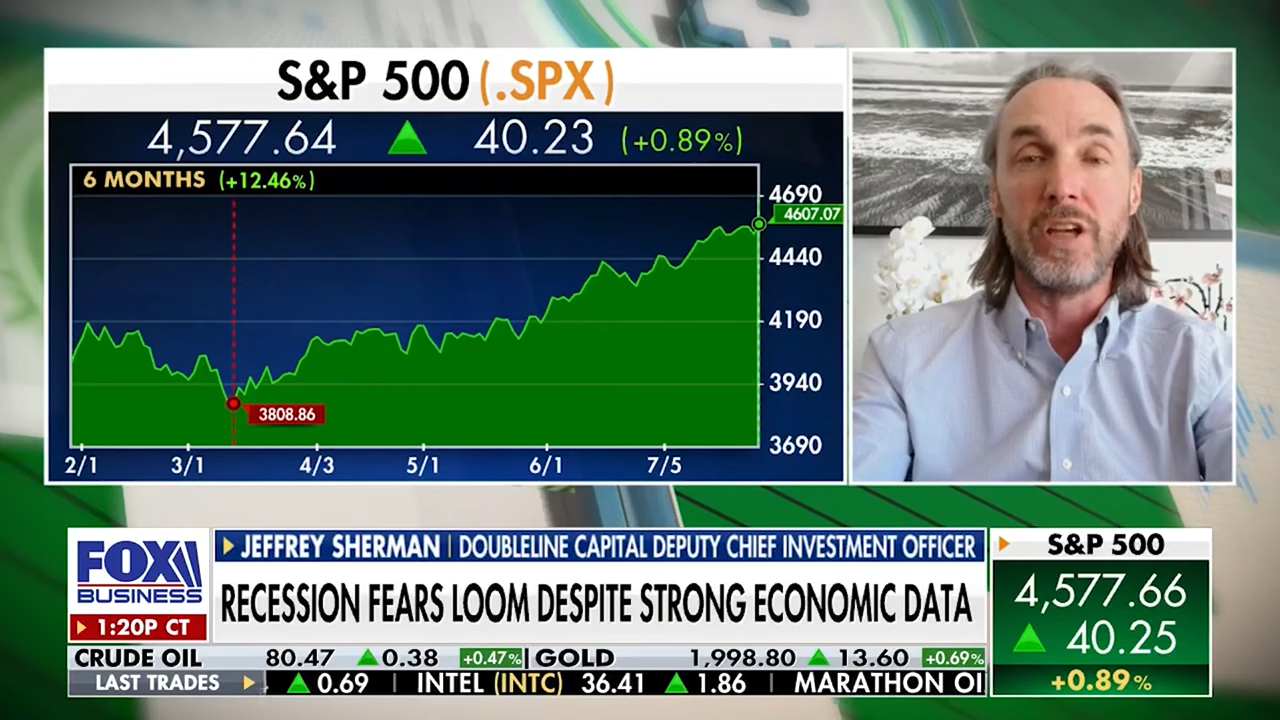 S&P 500 (.SPX)
4,577.64 ▲ 40.23 (+0.89%)
6 MONTHS (+12.46%)
4690
4607.07
4440
4190
3940
3808.86
3690
2/1 3/1 4/3 5/1 6/1 7/5
FOX
BUSINESS
1:20P CT
JEFFREY SHERMAN | DOUBLELINE CAPITAL DEPUTY CHIEF INVESTMENT OFFICER
RECESSION FEARS LOOM DESPITE STRONG ECONOMIC DATA
S&P 500
4,577.66
▲ 40.25
+0.89%
CRUDE OIL 80.47 ▲0.38 +0.47% | GOLD 1,998.80 ▲ 13.60 +0.69%
LAST TRADES ▲ 0.69 | INTEL (INTC) 36.41 ▲ 1.86 | MARATHON OI